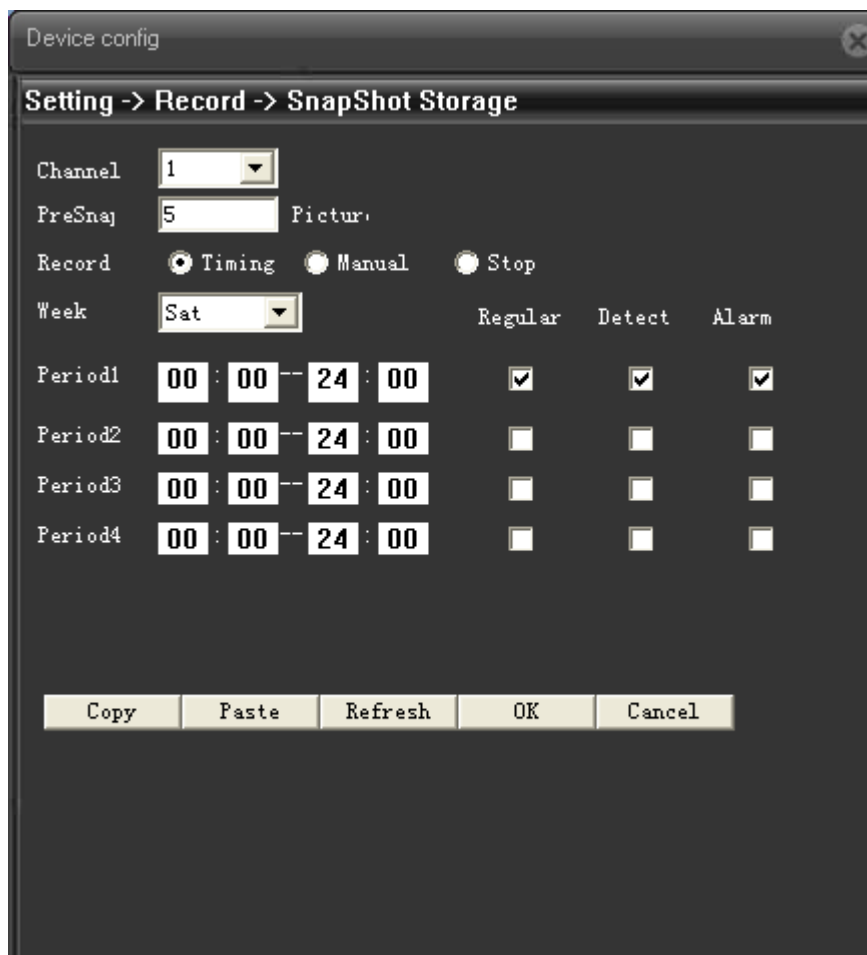 Device config
Setting -> Record -> SnapShot Storage
Channel 1
PreSnap 5 Pictur
Record Timing Manual Stop
Week Sat Regular Detect Alarm
Period1 00 : 00 -- 24 : 00
Period2 00 : 00 -- 24 : 00
Period3 00 : 00 -- 24 : 00
Period4 00 : 00 -- 24 : 00
Copy Paste Refresh OK Cancel